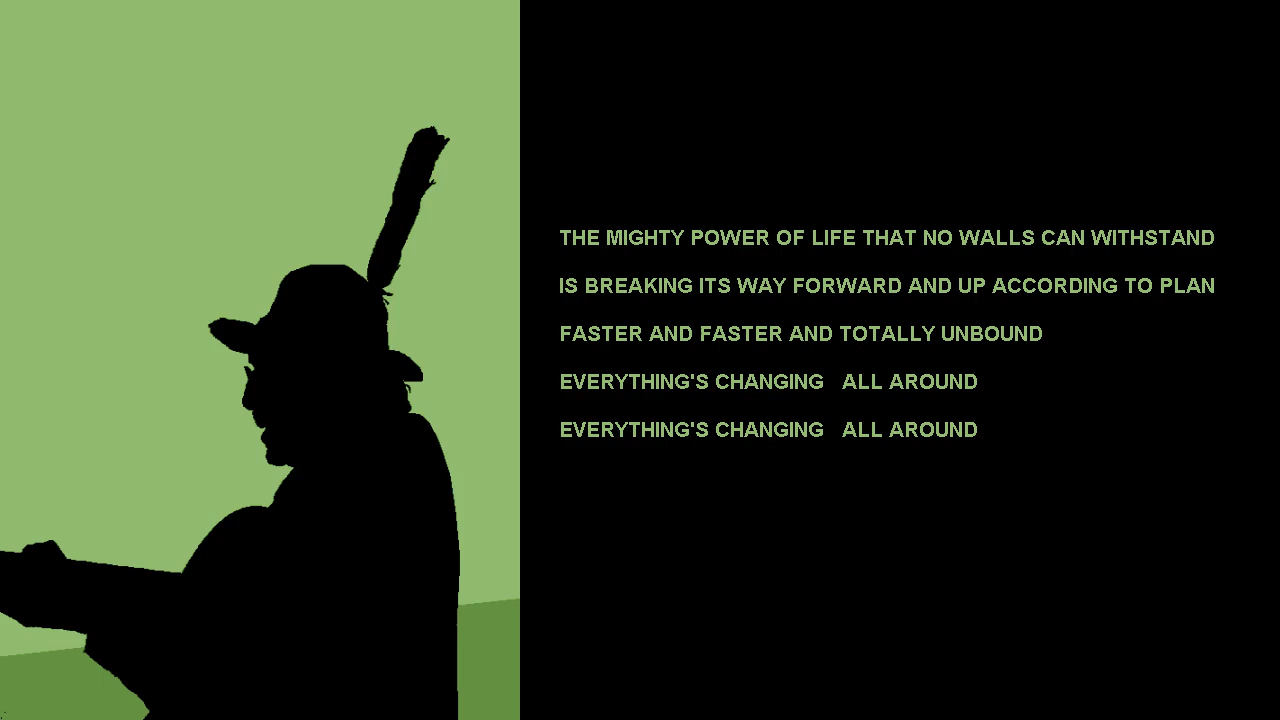 THE MIGHTY POWER OF LIFE THAT NO WALLS CAN WITHSTAND
IS BREAKING ITS WAY FORWARD AND UP ACCORDING TO PLAN
FASTER AND FASTER AND TOTALLY UNBOUND
EVERYTHING'S CHANGING   ALL AROUND
EVERYTHING'S CHANGING   ALL AROUND